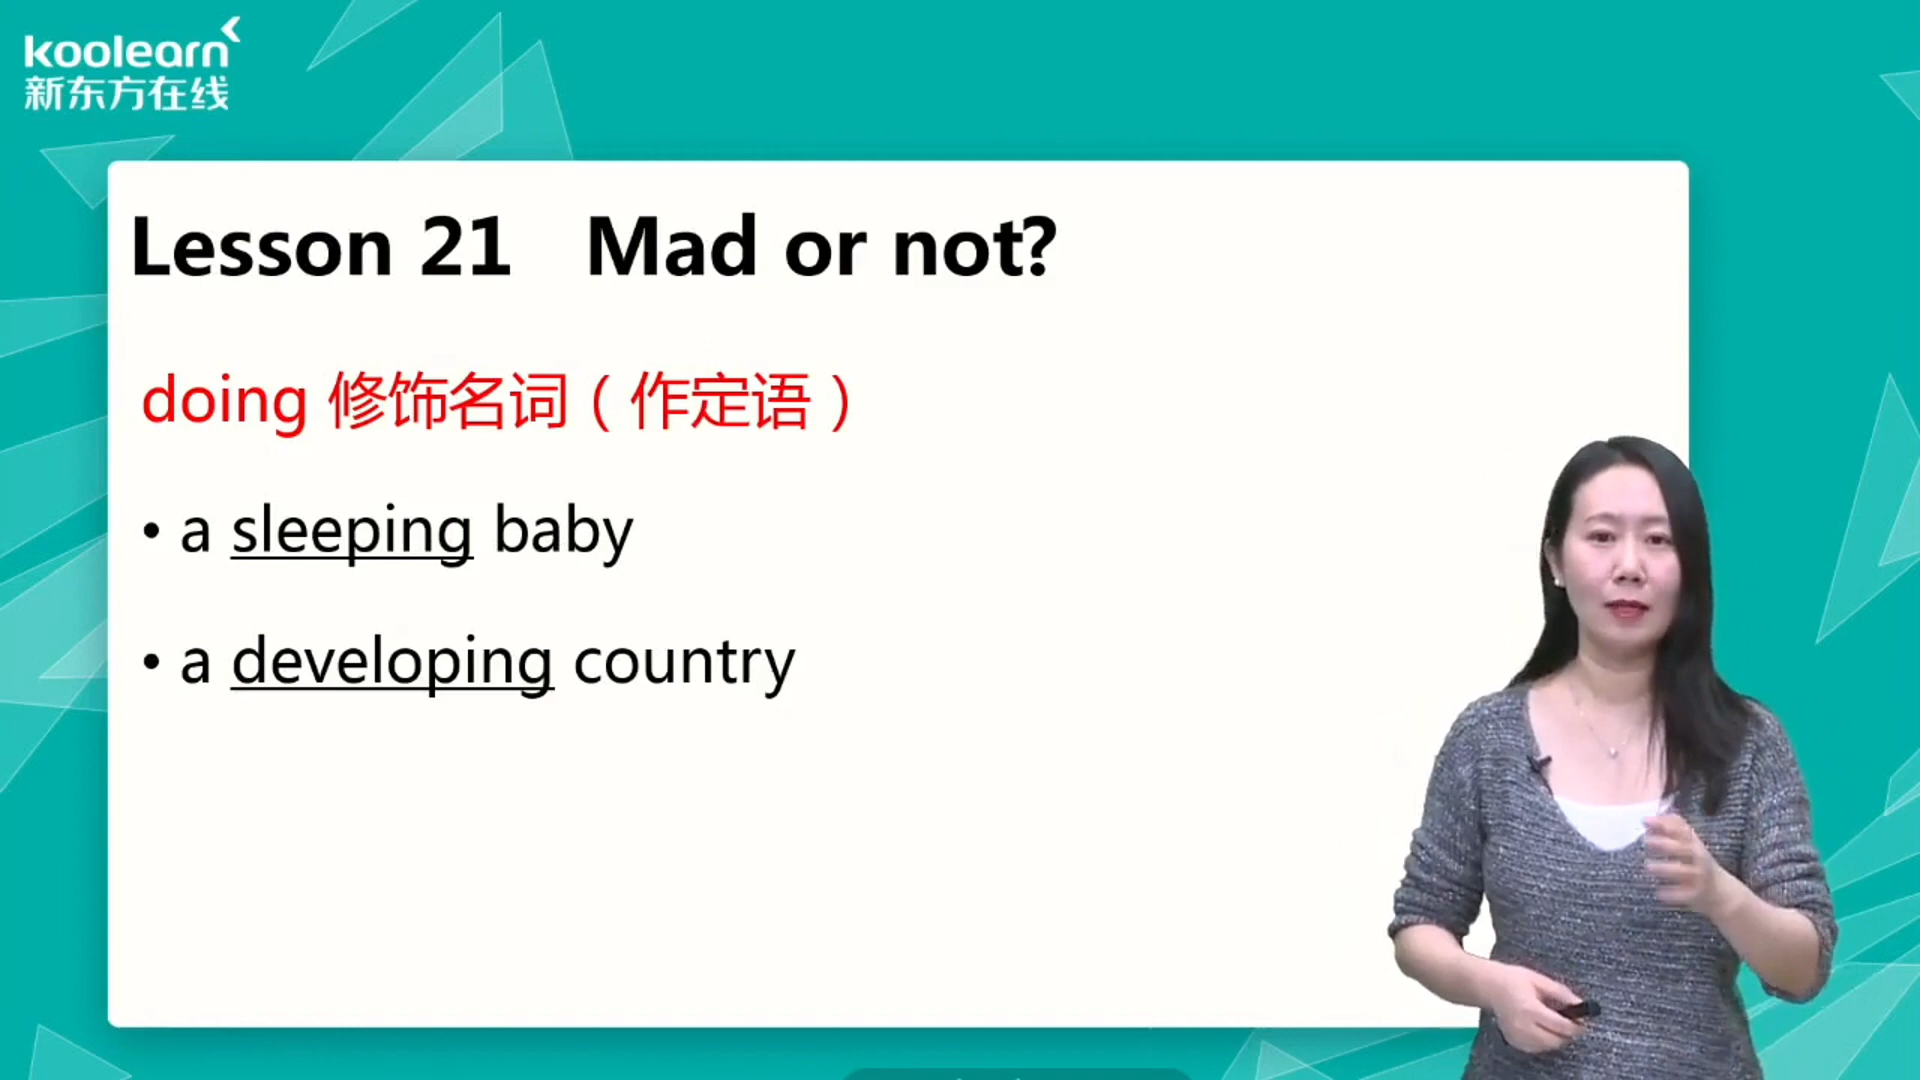 koolearn
新东方在线
Lesson 21 Mad or not?
doing 修饰名词（作定语）
• a sleeping baby
• a developing country